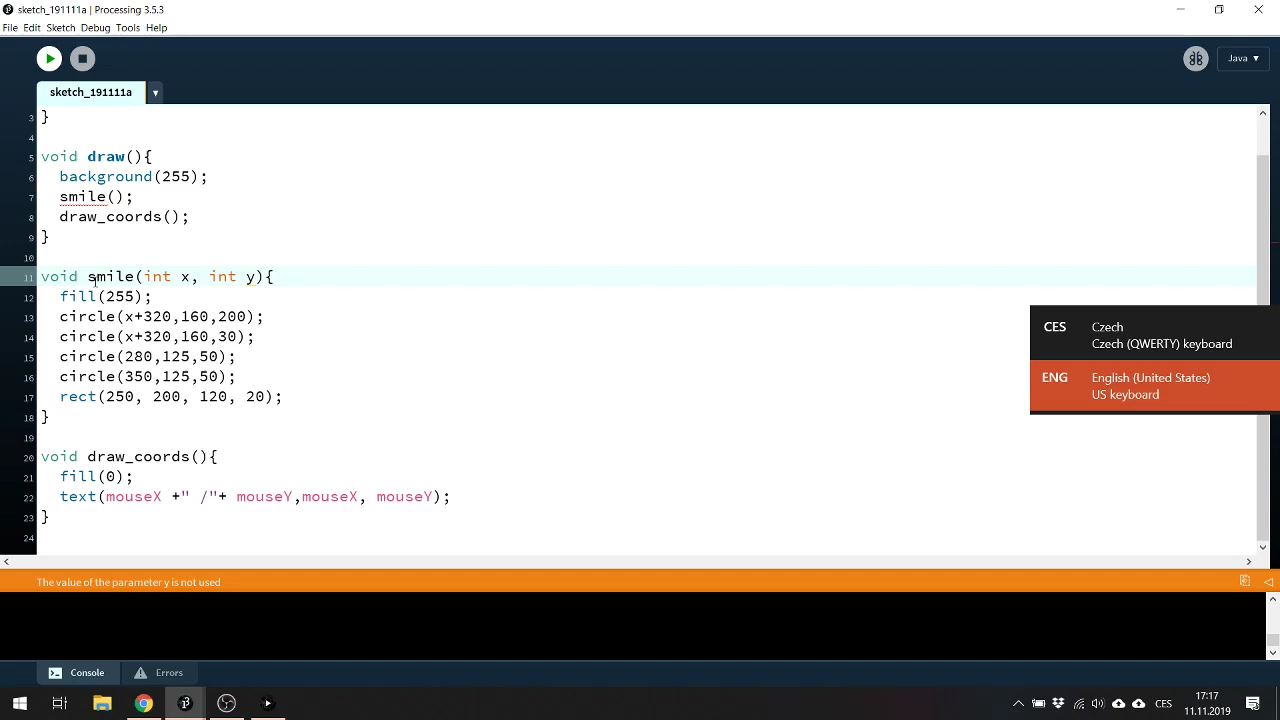 sketch_191111a | Processing 3.5.3
File Edit Sketch Debug Tools Help
Java ▾
sketch_191111a ▾
3 }
4
5 void draw(){
6 background(255);
7 smile();
8 draw_coords();
9 }
10
11 void smile(int x, int y){
12 fill(255);
13 circle(x+320,160,200);
14 circle(x+320,160,30);
15 circle(280,125,50);
16 circle(350,125,50);
17 rect(250, 200, 120, 20);
18 }
19
20 void draw_coords(){
21 fill(0);
22 text(mouseX +" /"+ mouseY,mouseX, mouseY);
23 }
24
CES Czech
Czech (QWERTY) keyboard
ENG English (United States)
US keyboard
The value of the parameter y is not used
Console Errors
CES
17:17
11.11.2019